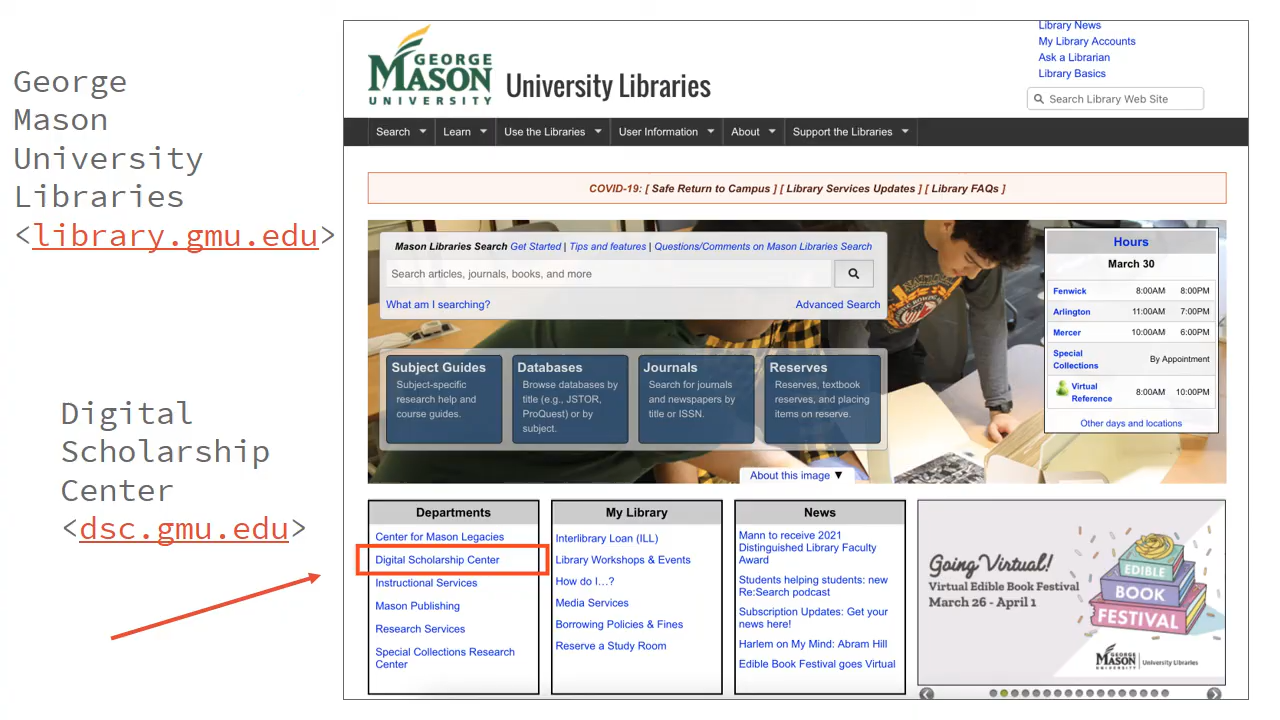 George
Mason
University
Libraries
<library.gmu.edu>
Digital
Scholarship
Center
<dsc.gmu.edu>
GEORGE
MASON
UNIVERSITY
University Libraries
Library News
My Library Accounts
Ask a Librarian
Library Basics
Search Library Web Site
Search Learn Use the Libraries User Information About Support the Libraries
COVID-19: [ Safe Return to Campus ] [ Library Services Updates ] [ Library FAQs ]
Mason Libraries Search Get Started | Tips and features | Questions/Comments on Mason Libraries Search
Search articles, journals, books, and more
What am I searching? Advanced Search
Subject Guides
Subject-specific
research help and
course guides.
Databases
Browse databases by
title (e.g., JSTOR,
ProQuest) or by
subject.
Journals
Search for journals
and newspapers by
title or ISSN.
Reserves
Reserves, textbook
reserves, and placing
items on reserve.
About this image ▼
Hours
March 30
Fenwick 8:00AM 8:00PM
Arlington 11:00AM 7:00PM
Mercer 10:00AM 6:00PM
Special
Collections By Appointment
Virtual
Reference 8:00AM 10:00PM
Other days and locations
Departments
Center for Mason Legacies
Digital Scholarship Center
Instructional Services
Mason Publishing
Research Services
Special Collections Research
Center
My Library
Interlibrary Loan (ILL)
Library Workshops & Events
How do I…?
Media Services
Borrowing Policies & Fines
Reserve a Study Room
News
Mann to receive 2021
Distinguished Library Faculty
Award
Students helping students: new
Re:Search podcast
Subscription Updates: Get your
news here!
Harlem on My Mind: Abram Hill
Edible Book Festival goes Virtual
Going Virtual!
Virtual Edible Book Festival
March 26 - April 1
EDIBLE
BOOK
FESTIVAL
GEORGE
MASON
UNIVERSITY
University Libraries